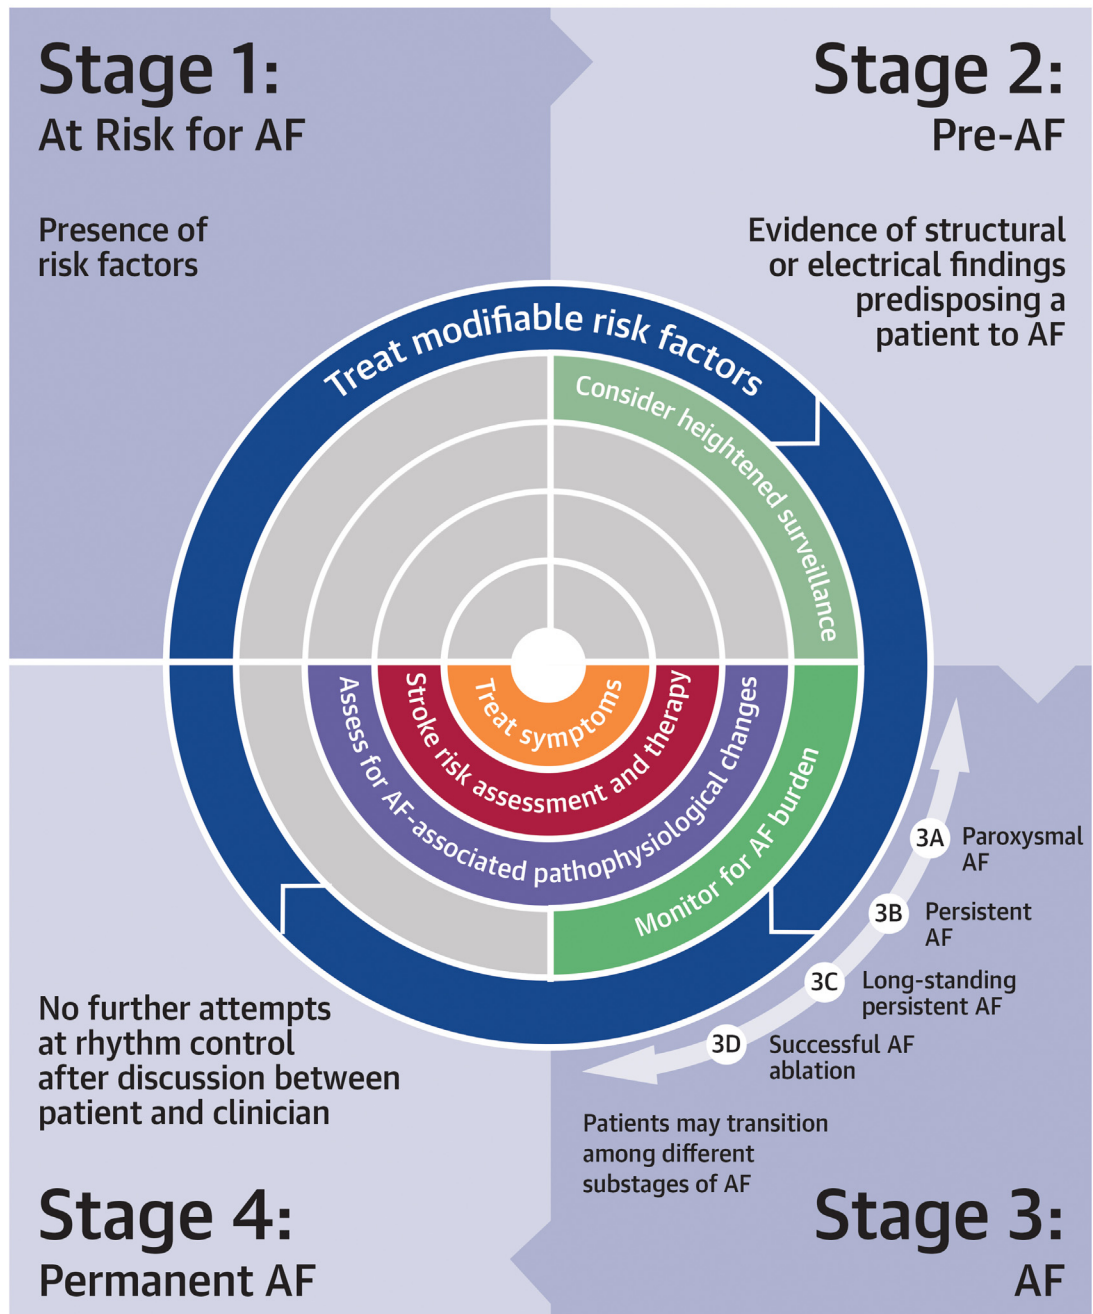 Stage 1:
At Risk for AF
Presence of
risk factors
Stage 2:
Pre-AF
Evidence of structural
or electrical findings
predisposing a
patient to AF
Treat modifiable risk factors
Consider heightened surveillance
Treat symptoms
Stroke risk assessment and therapy
Assess for AF-associated pathophysiological changes
Monitor for AF burden
3A Paroxysmal
AF
3B Persistent
AF
3C Long-standing
persistent AF
3D Successful AF
ablation
Patients may transition
among different
substages of AF
Stage 3:
AF
No further attempts
at rhythm control
after discussion between
patient and clinician
Stage 4:
Permanent AF